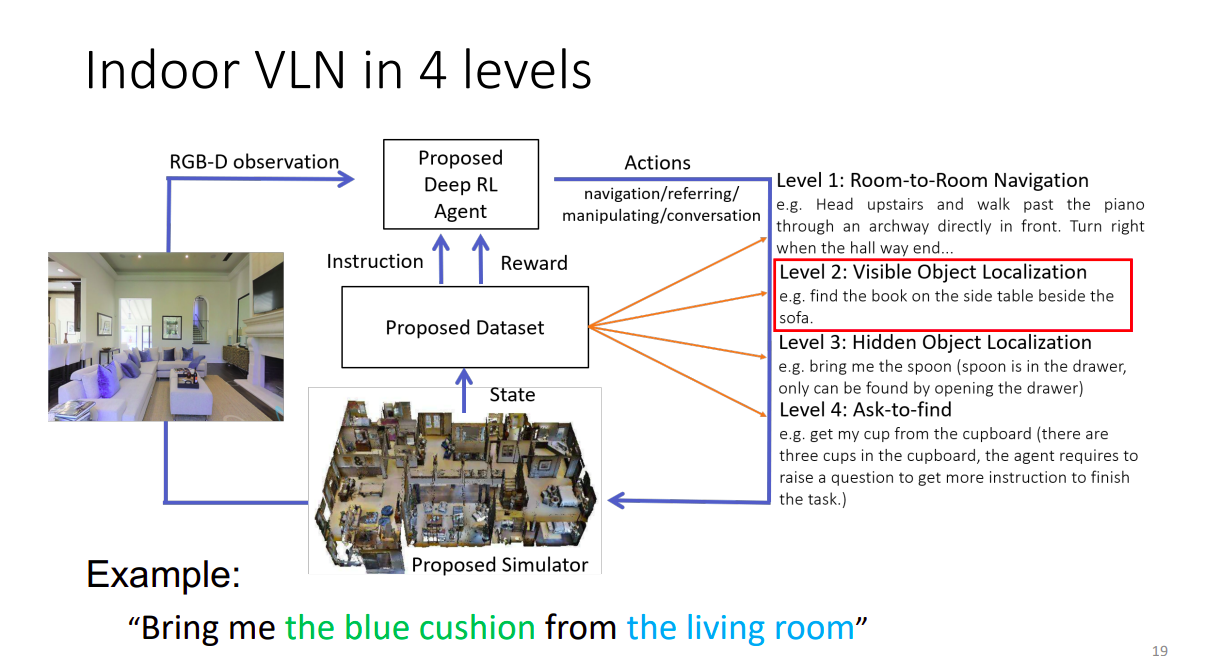 Indoor VLN in 4 levels
RGB-D observation
Proposed
Deep RL
Agent
Actions
navigation/referring/
manipulating/conversation
Instruction
Reward
Proposed Dataset
State
Proposed Simulator
Level 1: Room-to-Room Navigation
e.g. Head upstairs and walk past the piano
through an archway directly in front. Turn right
when the hall way end...
Level 2: Visible Object Localization
e.g. find the book on the side table beside the
sofa.
Level 3: Hidden Object Localization
e.g. bring me the spoon (spoon is in the drawer,
only can be found by opening the drawer)
Level 4: Ask-to-find
e.g. get my cup from the cupboard (there are
three cups in the cupboard, the agent requires to
raise a question to get more instruction to finish
the task.)
Example:
“Bring me the blue cushion from the living room”
19